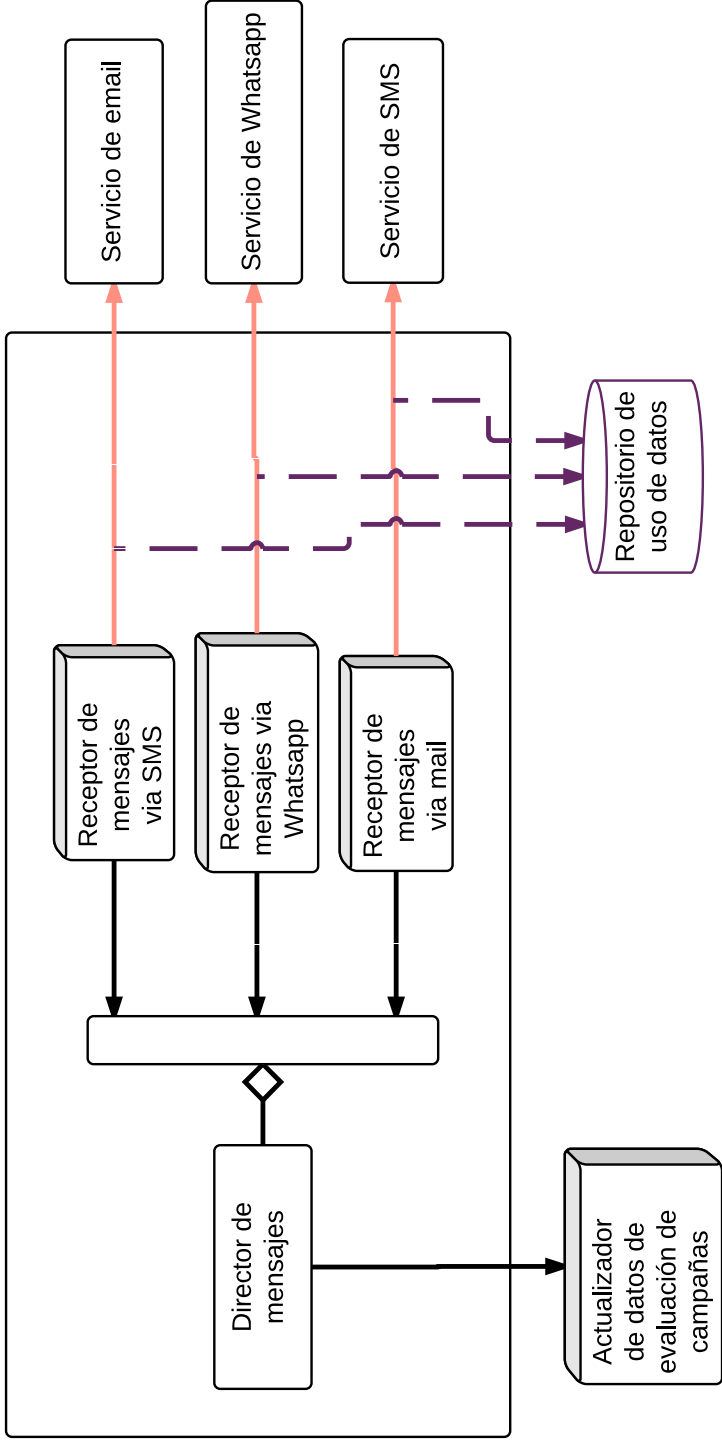 Servicio de email
Servicio de Whatsapp
Servicio de SMS
Receptor de
mensajes
via SMS
Receptor de
mensajes via
Whatsapp
Receptor de
mensajes
via mail
Repositorio de
uso de datos
Director de
mensajes
Actualizador
de datos de
evaluación de
campañas